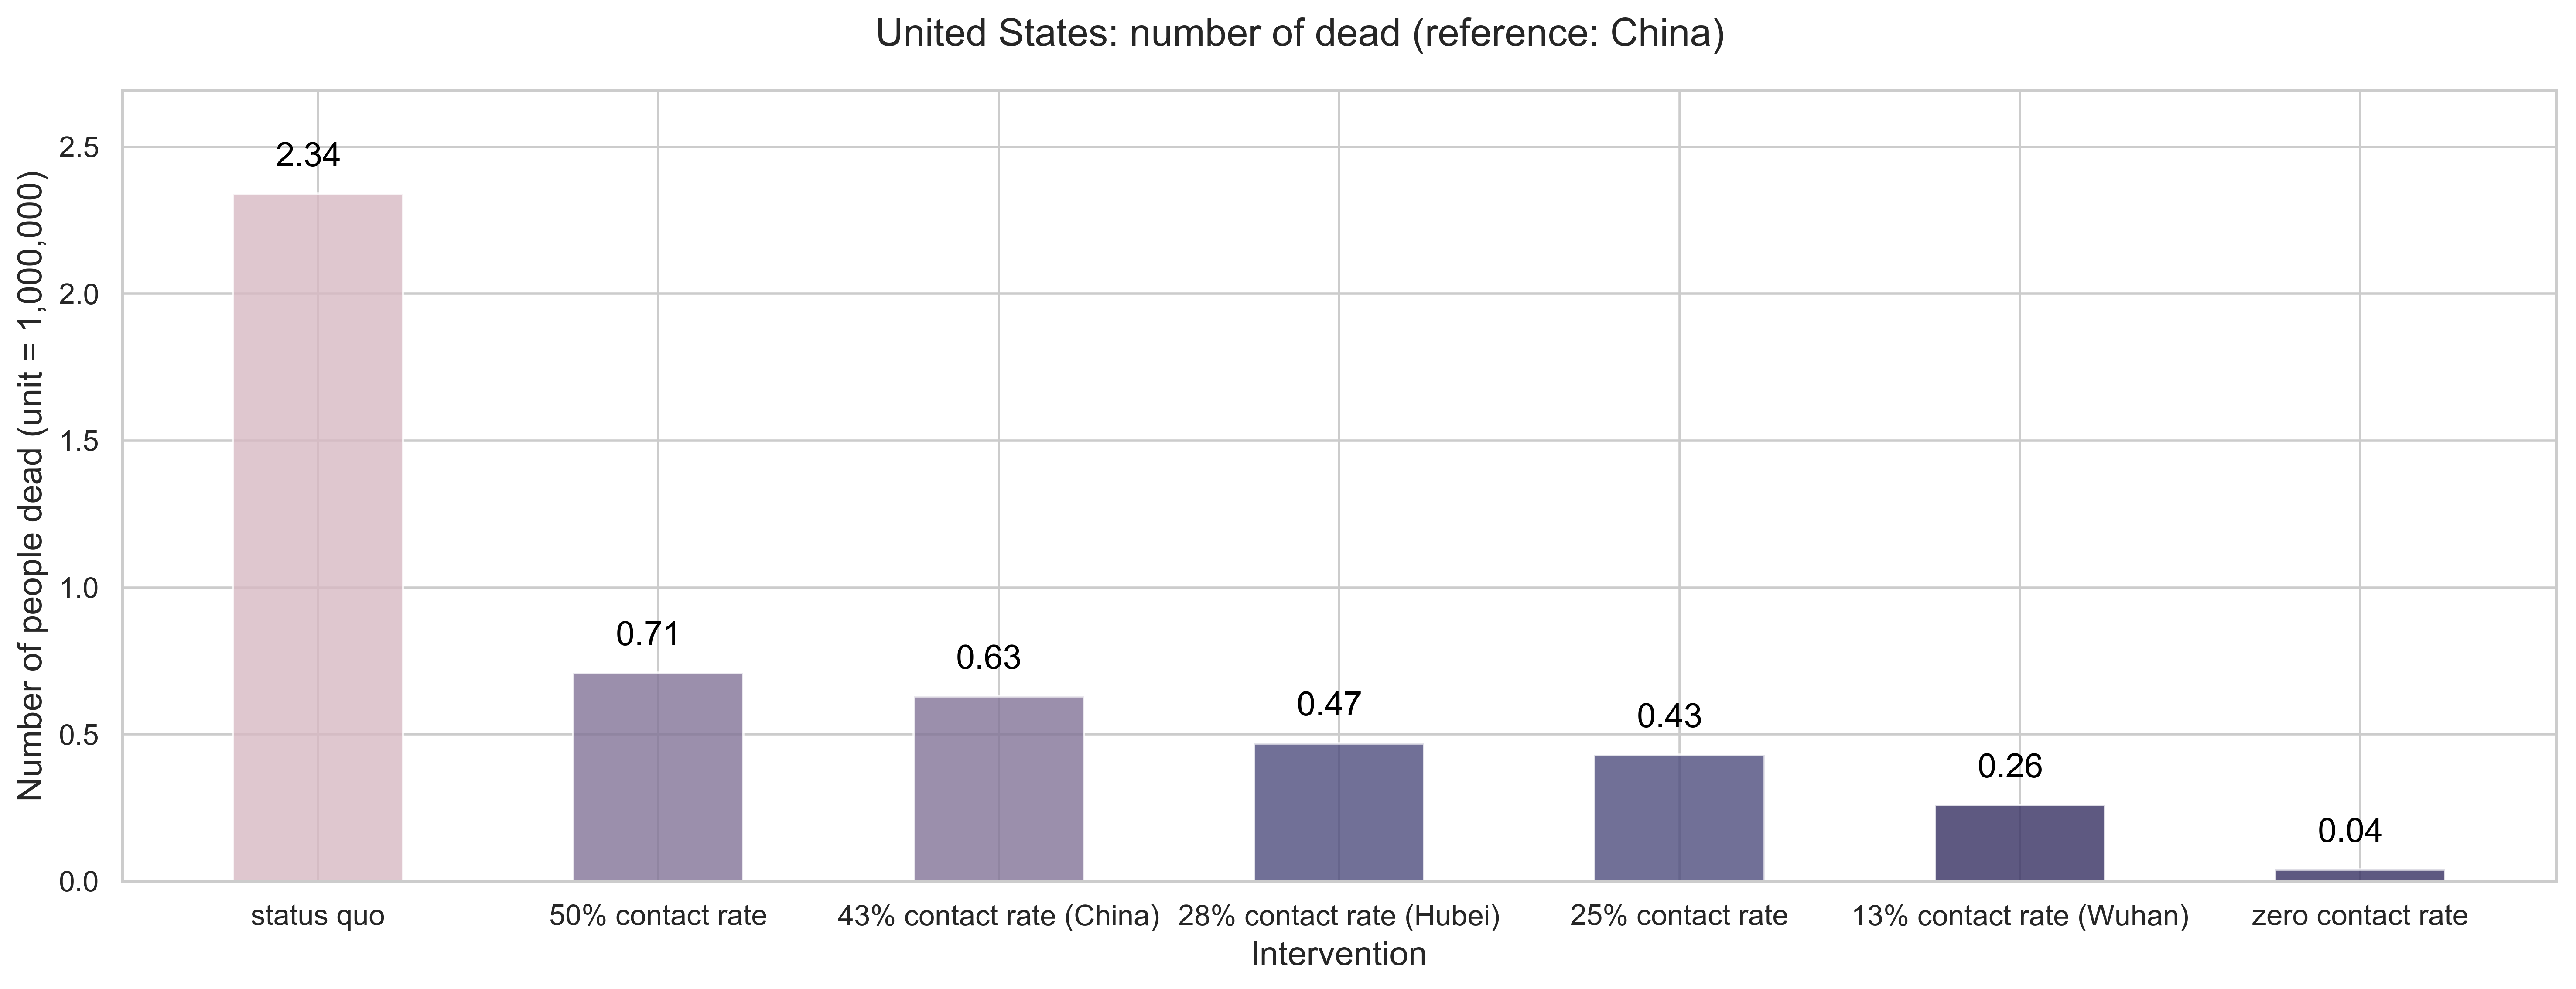 United States: number of dead (reference: China)
Number of people dead (unit = 1,000,000)
2.5
2.0
1.5
1.0
0.5
0.0
2.34
0.71
0.63
0.47
0.43
0.26
0.04
status quo
50% contact rate
43% contact rate (China)
28% contact rate (Hubei)
25% contact rate
13% contact rate (Wuhan)
zero contact rate
Intervention